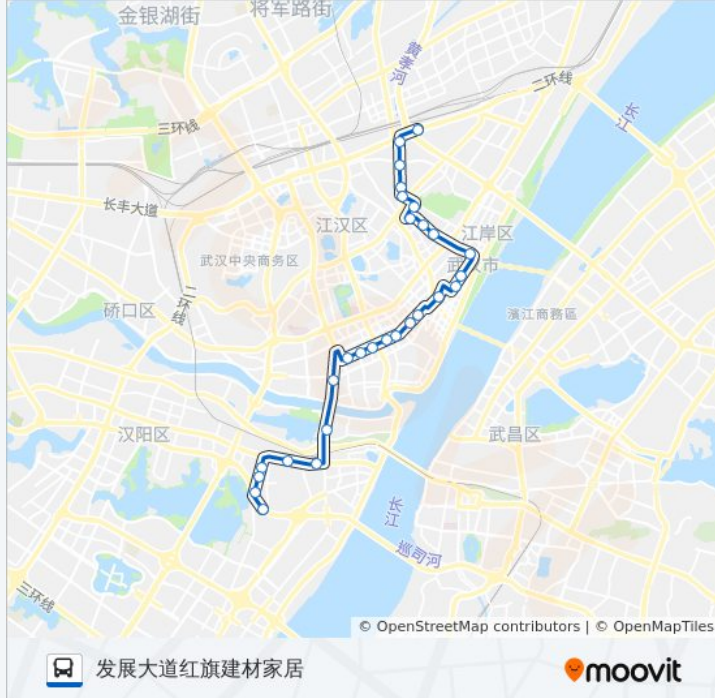 金银湖街
将军路街
黄孝河
二环线
长江
三环线
长丰大道
江汉区
江岸区
武汉市
武汉中央商务区
硚口区
二环线
濱江商務區
汉阳区
武昌区
长江
巡司河
三环线
© OpenStreetMap contributors | © OpenMapTiles
发展大道红旗建材家居
moovit